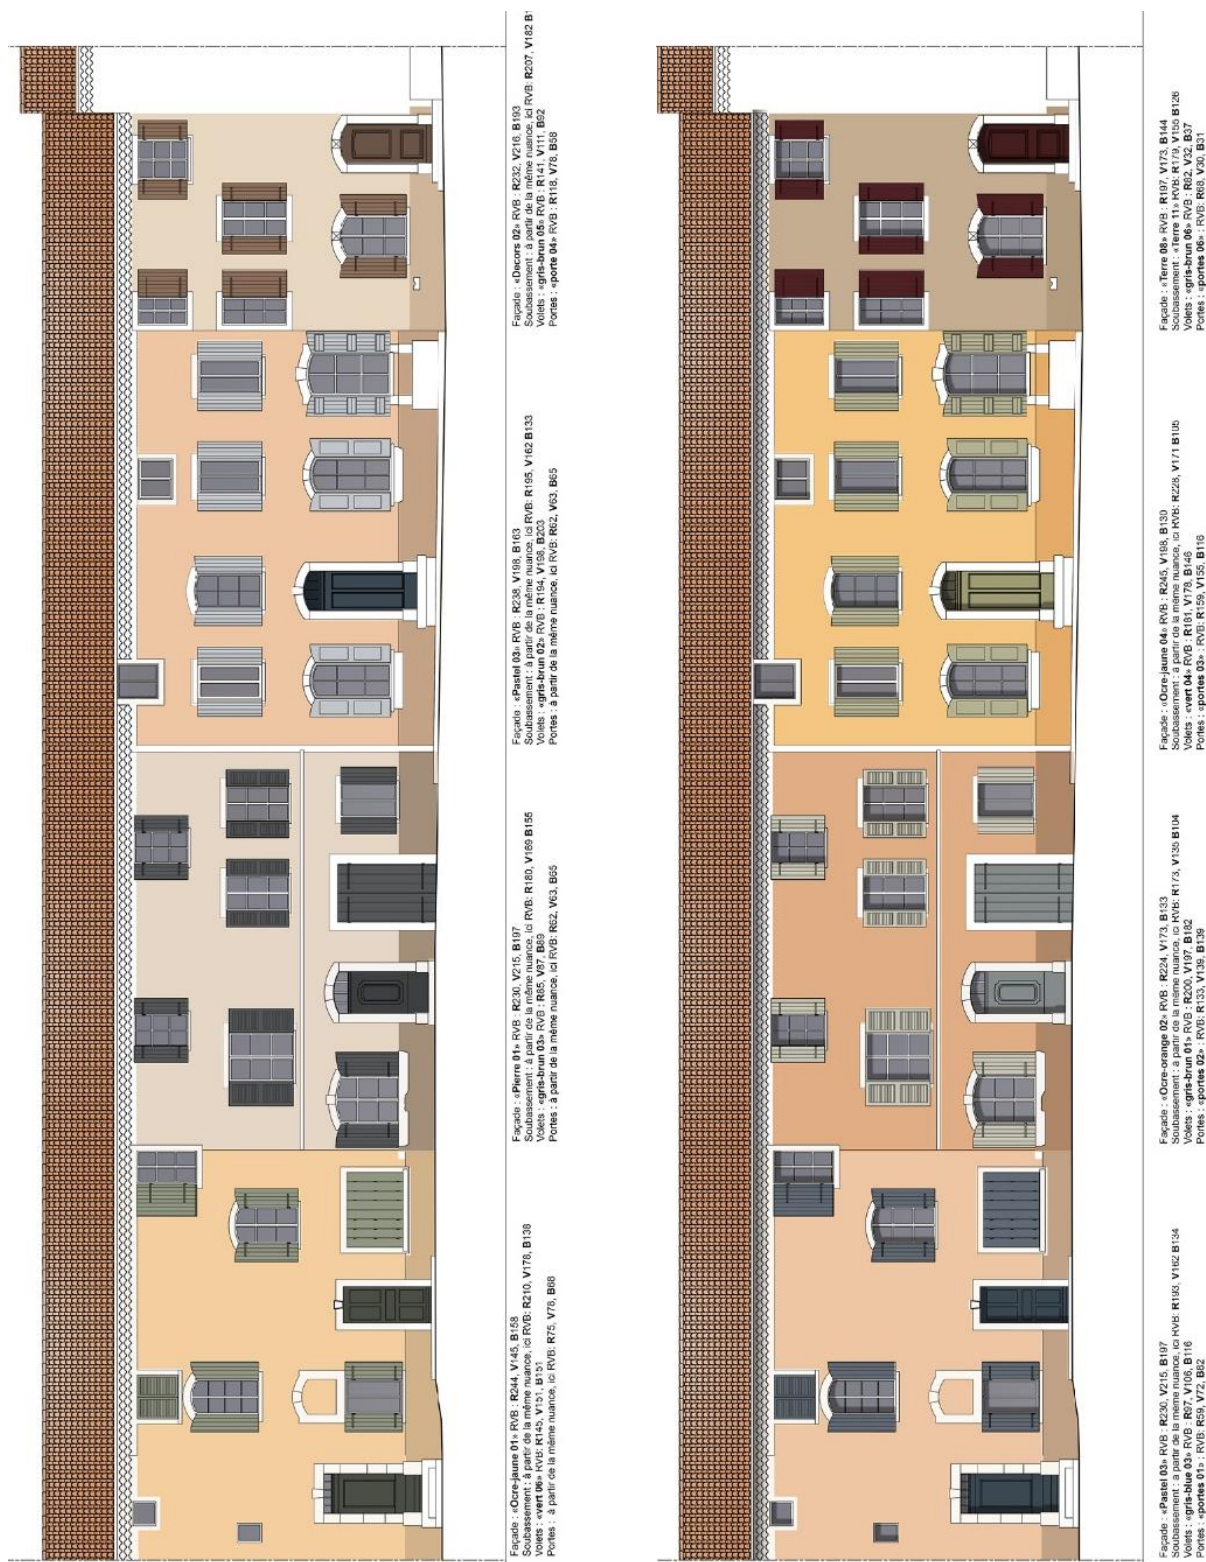 Façade : «Ocre-jaune 01» RVB : R244, V145, B158
Soubassement : à partir de la même nuance, ici RVB: R210, V178, B138
Volets : «vert 06» RVB: R145, V151, B151
Portes : à partir de la même nuance, ici RVB: R75, V78, B68
Façade : «Pierre 01» RVB : R230, V215, B197
Soubassement : à partir de la même nuance, ici RVB: R180, V169 B155
Volets : «gris-brun 03» RVB : R85, V87, B89
Portes : à partir de la même nuance, ici RVB: R62, V63, B65
Façade : «Pastel 03» RVB : R238, V198, B163
Soubassement : à partir de la même nuance, ici RVB: R195, V162 B133
Volets : «gris-brun 02» RVB : R194, V198, B203
Portes : à partir de la même nuance, ici RVB: R62, V63, B65
Façade : «Decors 02» RVB : R232, V216, B193
Soubassement : à partir de la même nuance, ici RVB: R207, V182 B1
Volets : «gris-brun 05» RVB : R141, V111, B92
Portes : «porte 04» RVB : R118, V78, B58
Façade : «Pastel 03» RVB : R230, V215, B197
Soubassement : à partir de la même nuance, ici RVB: R193, V162 B134
Volets : «gris-blue 03» RVB : R97, V106, B116
Portes : «portes 01» : RVB: R59, V72, B82
Façade : «Ocre-orange 02» RVB : R224, V173, B133
Soubassement : à partir de la même nuance, ici RVB: R173, V135 B104
Volets : «gris-brun 01» RVB : R200, V197, B182
Portes : «portes 02» : RVB: R133, V139, B139
Façade : «Ocre-jaune 04» RVB : R245, V198, B130
Soubassement : à partir de la même nuance, ici RVB: R228, V171 B105
Volets : «vert 04» RVB : R181, V178, B146
Portes : «portes 03» : RVB: R159, V155, B116
Façade : «Terre 08» RVB : R197, V173, B144
Soubassement : «Terre 11» RVB: R179, V155 B126
Volets : «gris-brun 06» RVB : R82, V32, B37
Portes : «portes 06» : RVB: R68, V30, B31